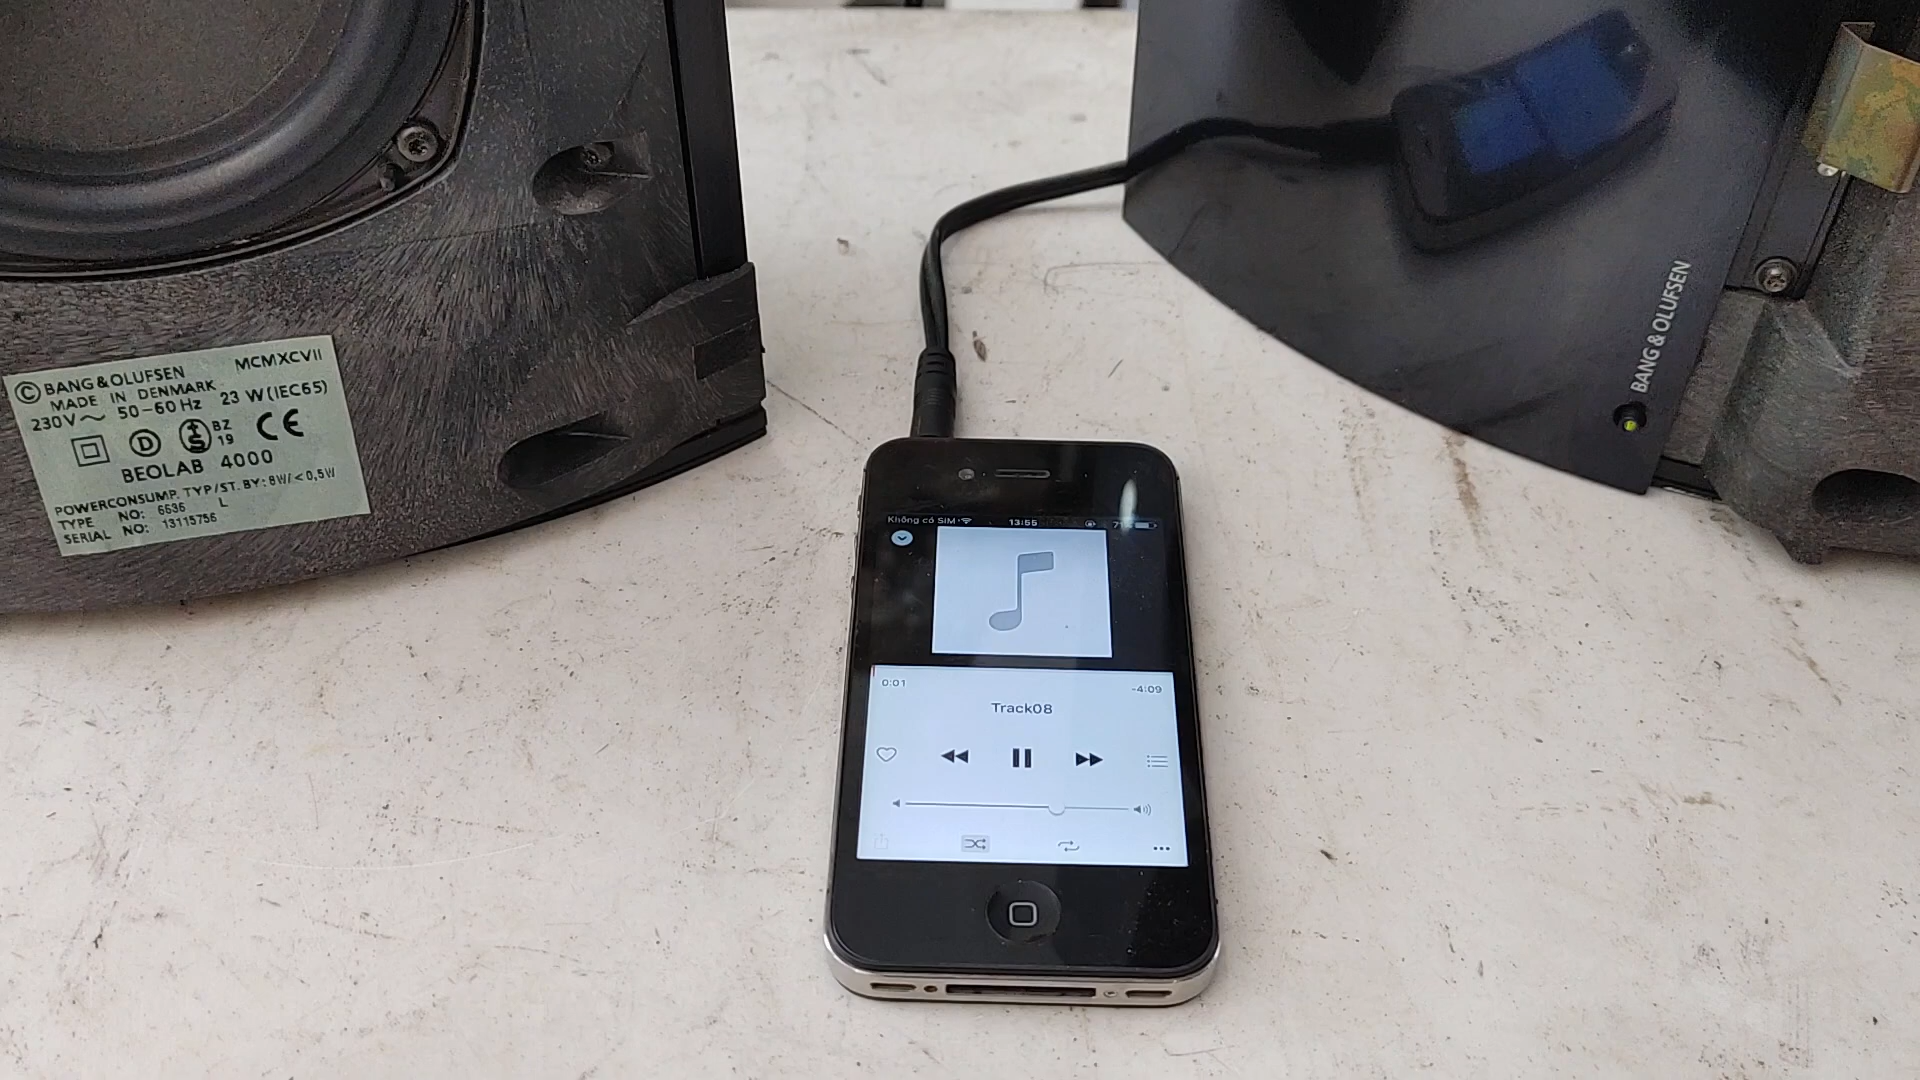 © BANG & OLUFSEN MCMXCVII
MADE IN DENMARK
230V ~ 50-60 Hz 23 W (IEC65)
D S BZ 19 CE
BEOLAB 4000
POWERCONSUMP. TYP/ST. BY: 8W/<0,5W
TYPE NO: 6636 L
SERIAL NO: 13115756
BANG & OLUFSEN
Không có SIM 13:55
0:01 -4:09
Track08